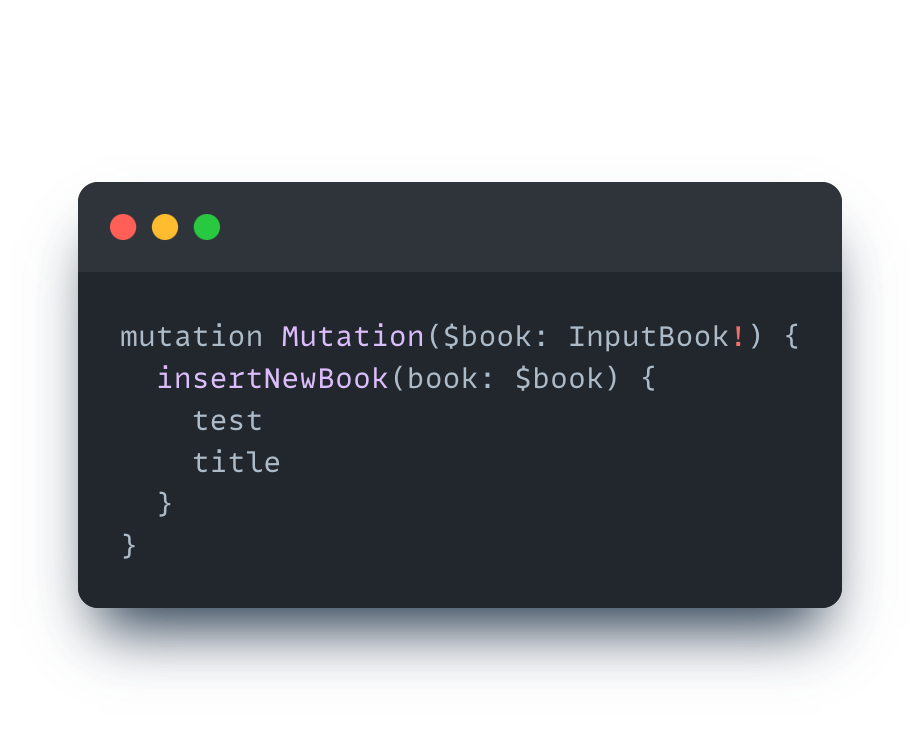 mutation Mutation($book: InputBook!) {
  insertNewBook(book: $book) {
    test
    title
  }
}